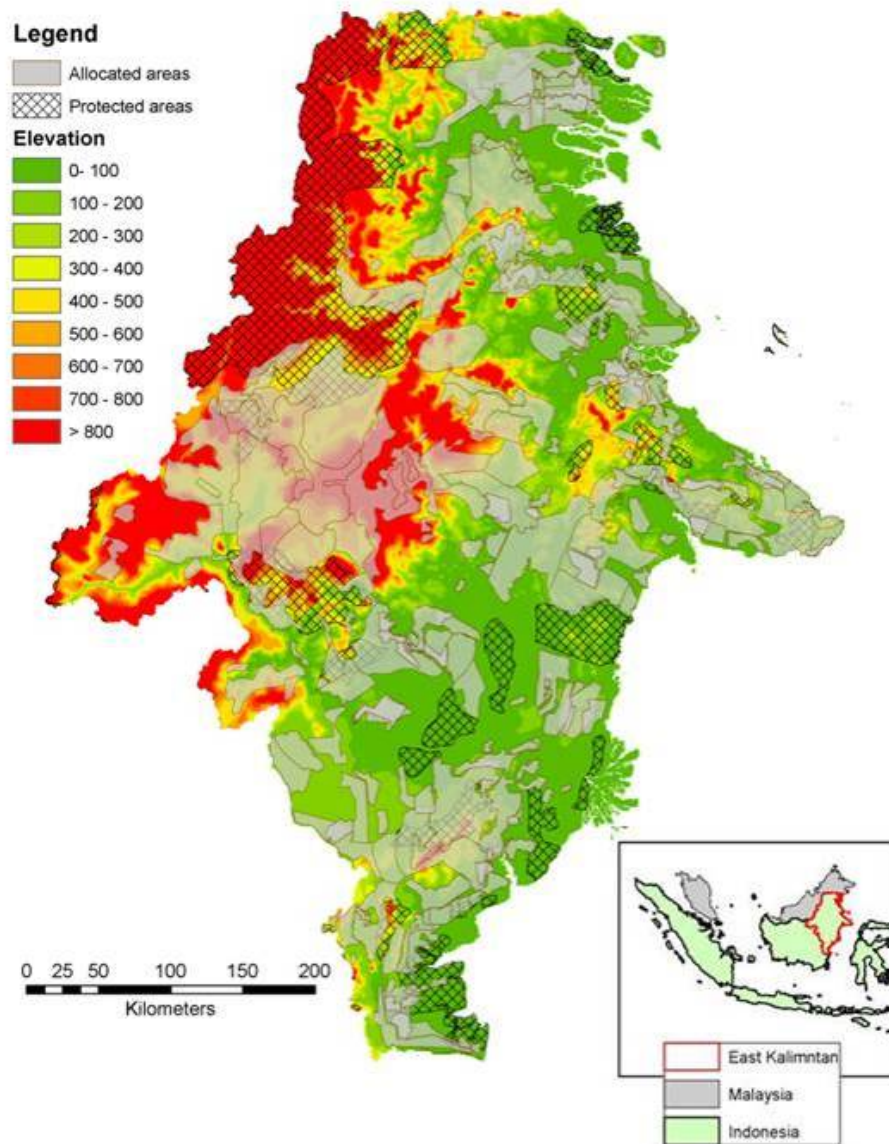 Legend
Allocated areas
Protected areas
Elevation
0- 100
100 - 200
200 - 300
300 - 400
400 - 500
500 - 600
600 - 700
700 - 800
> 800
0 25 50 100 150 200
Kilometers
East Kalimntan
Malaysia
Indonesia